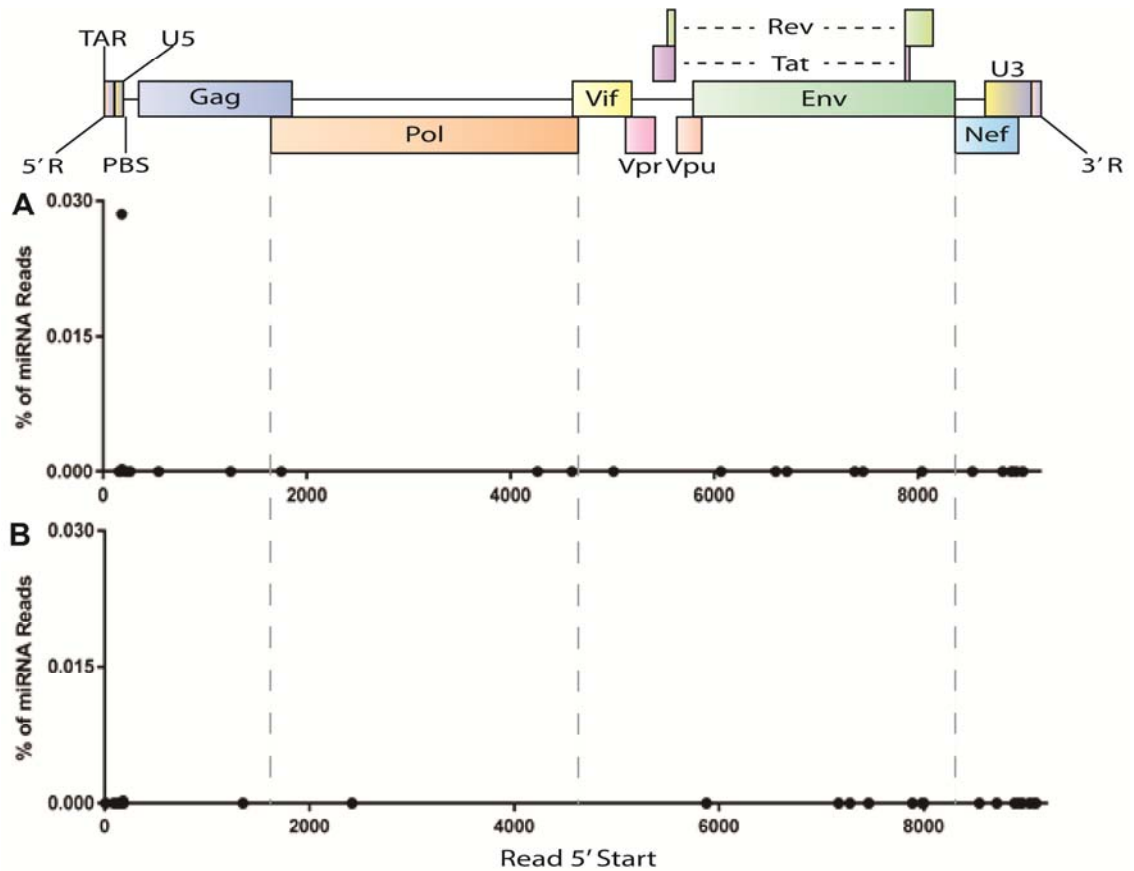 Rev
TAR U5
Tat
U3
Gag Vif Env
Pol Nef
5′ R PBS Vpr Vpu 3′ R
A
0.030
% of miRNA Reads
0.015
0.000
0 2000 4000 6000 8000
B
0.030
% of miRNA Reads
0.015
0.000
0 2000 4000 6000 8000
Read 5′ Start